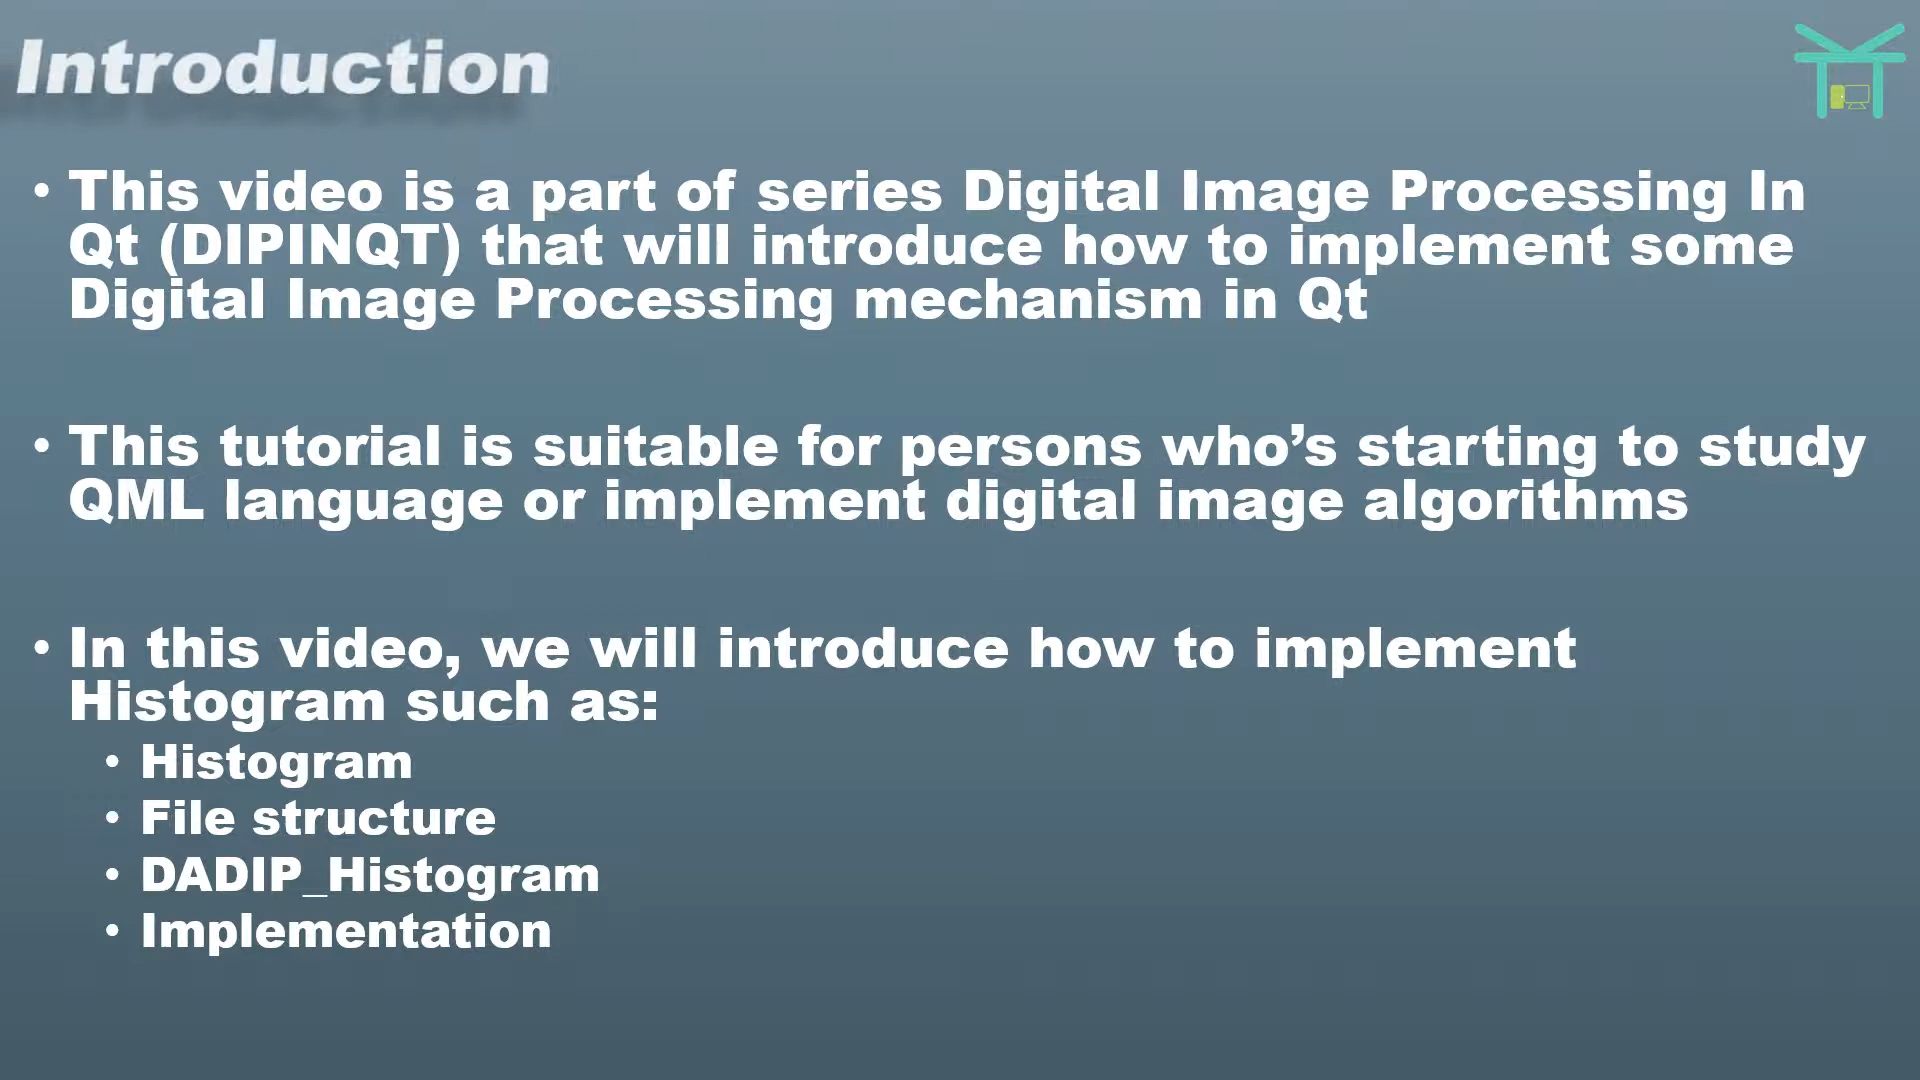 Introduction
• This video is a part of series Digital Image Processing In
Qt (DIPINQT) that will introduce how to implement some
Digital Image Processing mechanism in Qt
• This tutorial is suitable for persons who’s starting to study
QML language or implement digital image algorithms
• In this video, we will introduce how to implement
Histogram such as:
• Histogram
• File structure
• DADIP_Histogram
• Implementation